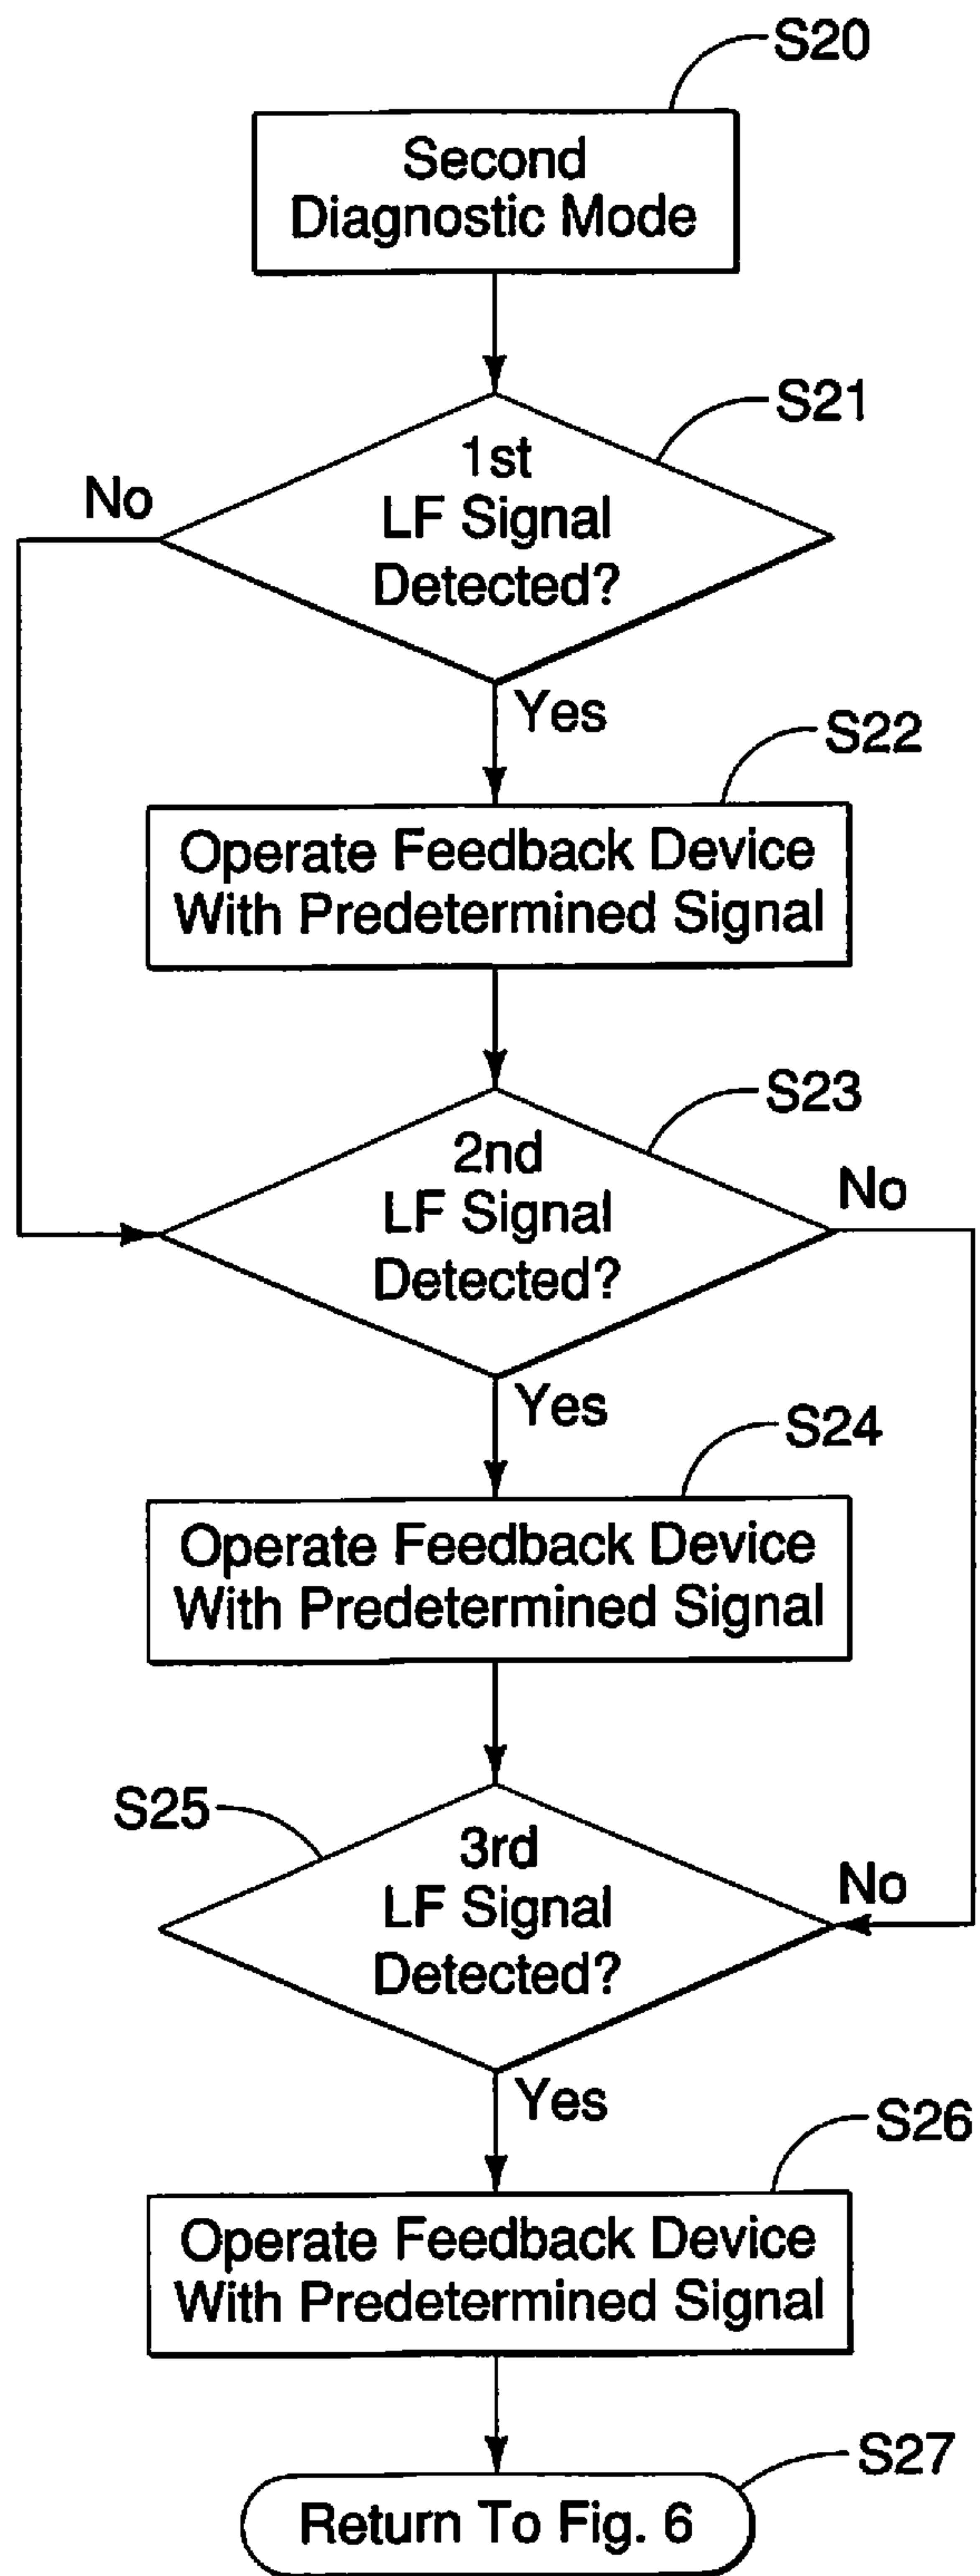 S20
Second
Diagnostic Mode
S21
1st
LF Signal
Detected?
No
Yes
S22
Operate Feedback Device
With Predetermined Signal
S23
2nd
LF Signal
Detected?
No
Yes
S24
Operate Feedback Device
With Predetermined Signal
S25
3rd
LF Signal
Detected?
No
Yes
S26
Operate Feedback Device
With Predetermined Signal
S27
Return To Fig. 6